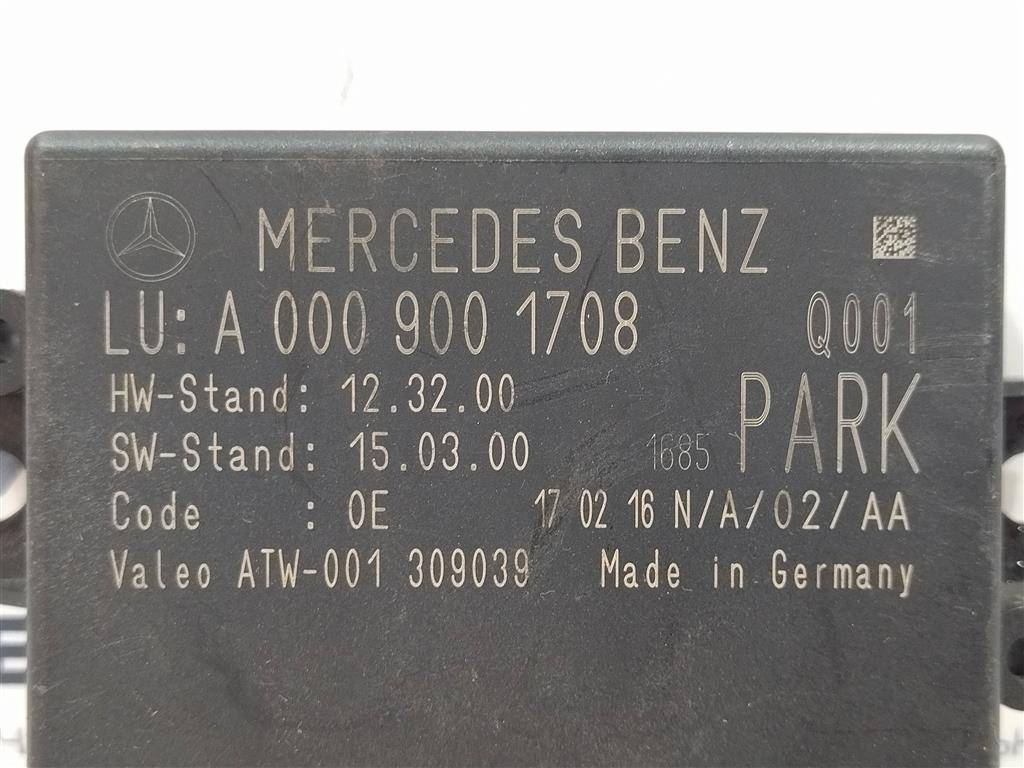 MERCEDES BENZ
LU: A 000 900 1708 Q001
HW-Stand: 12.32.00
SW-Stand: 15.03.00 1685 PARK
Code : 0E 17 02 16 N/A/02/AA
Valeo ATW-001 309039 Made in Germany